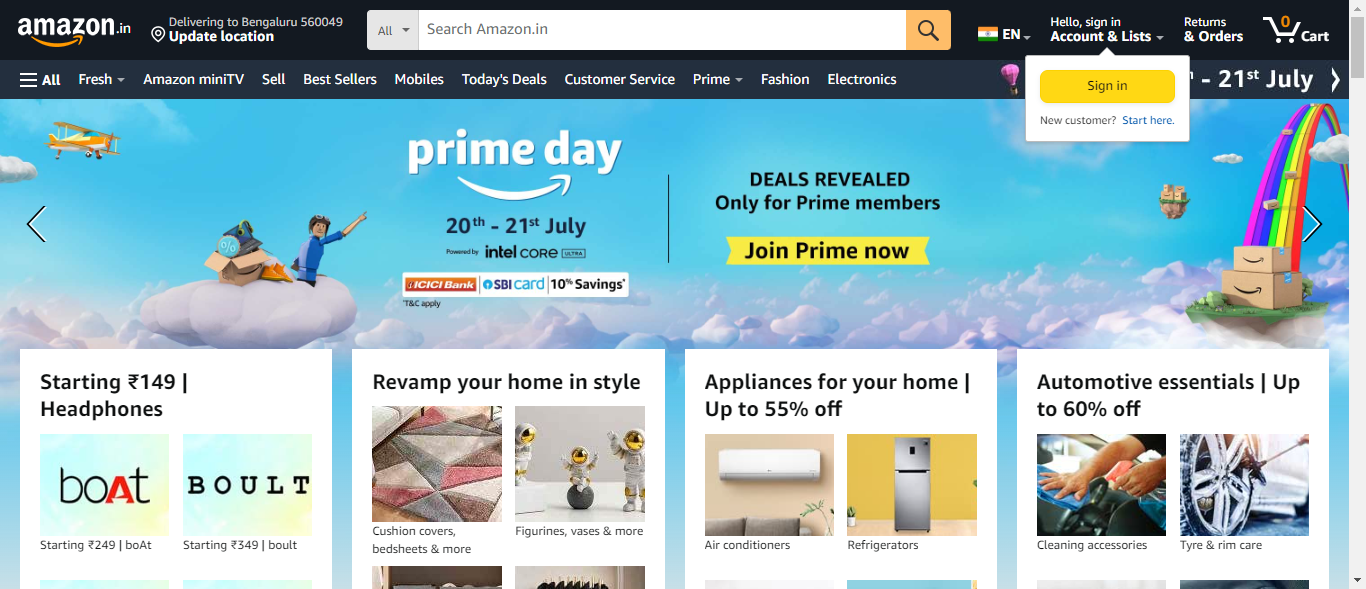 amazon.in
Delivering to Bengaluru 560049
Update location
All
Search Amazon.in
EN
Hello, sign in
Account & Lists
Returns
& Orders
0
Cart
All
Fresh
Amazon miniTV
Sell
Best Sellers
Mobiles
Today's Deals
Customer Service
Prime
Fashion
Electronics
- 21st July
Sign in
New customer? Start here.
prime day
20th - 21st July
Powered by intel CORE ULTRA
ICICI Bank SBI card 10% Savings*
*T&C apply
DEALS REVEALED
Only for Prime members
Join Prime now
%
Starting ₹149 |
Headphones
boAt
BOULT
Starting ₹249 | boAt
Starting ₹349 | boult
Revamp your home in style
Cushion covers,
bedsheets & more
Figurines, vases & more
Appliances for your home |
Up to 55% off
Air conditioners
Refrigerators
Automotive essentials | Up
to 60% off
Cleaning accessories
Tyre & rim care